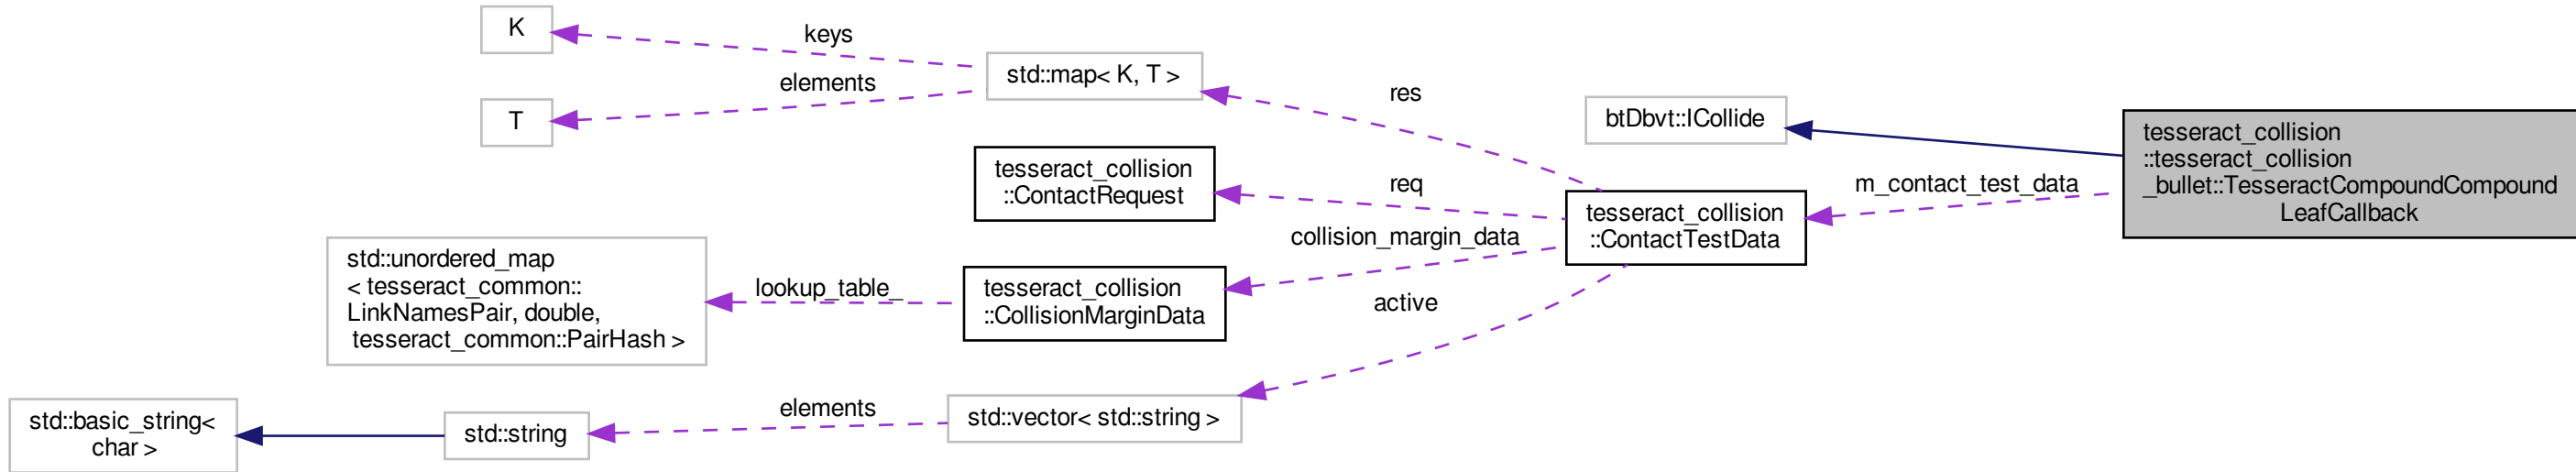 K
keys
std::map< K, T >
elements
T
res
btDbvt::ICollide
tesseract_collision
::tesseract_collision
_bullet::TesseractCompoundCompound
LeafCallback
tesseract_collision
::ContactRequest
req
m_contact_test_data
tesseract_collision
::ContactTestData
collision_margin_data
std::unordered_map
< tesseract_common::
LinkNamesPair, double,
tesseract_common::PairHash >
lookup_table_
tesseract_collision
::CollisionMarginData
active
std::basic_string<
char >
std::string
elements
std::vector< std::string >